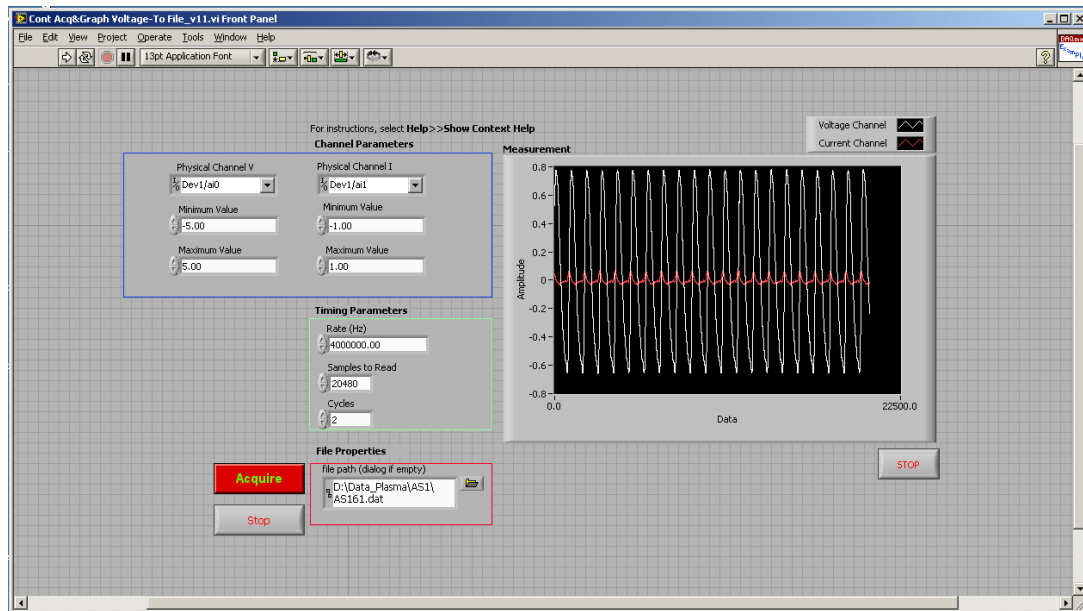 Cont Acq&Graph Voltage-To File_v11.vi Front Panel
File Edit View Project Operate Tools Window Help
13pt Application Font
?
DAQmx
Exampl
For instructions, select Help>>Show Context Help
Channel Parameters
Physical Channel V
Physical Channel I
Dev1/ai0
Dev1/ai1
Minimum Value
Minimum Value
-5.00
-1.00
Maximum Value
Maximum Value
5.00
1.00
Timing Parameters
Rate (Hz)
4000000.00
Samples to Read
20480
Cycles
2
File Properties
file path (dialog if empty)
D:\Data_Plasma\AS1\
AS161.dat
Acquire
Stop
Voltage Channel
Current Channel
Measurement
Amplitude
0.8
0.6
0.4
0.2
0
-0.2
-0.4
-0.6
-0.8
0.0
22500.0
Data
STOP